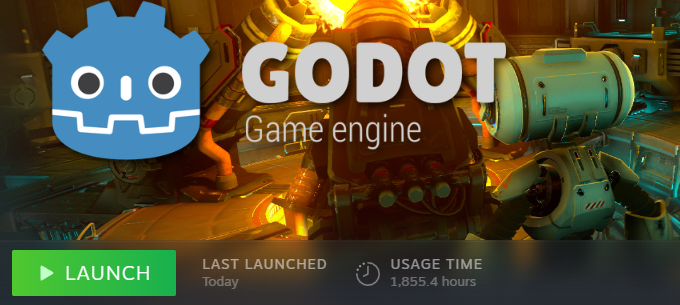 GODOT
Game engine
LAUNCH
LAST LAUNCHED
Today
USAGE TIME
1,855.4 hours